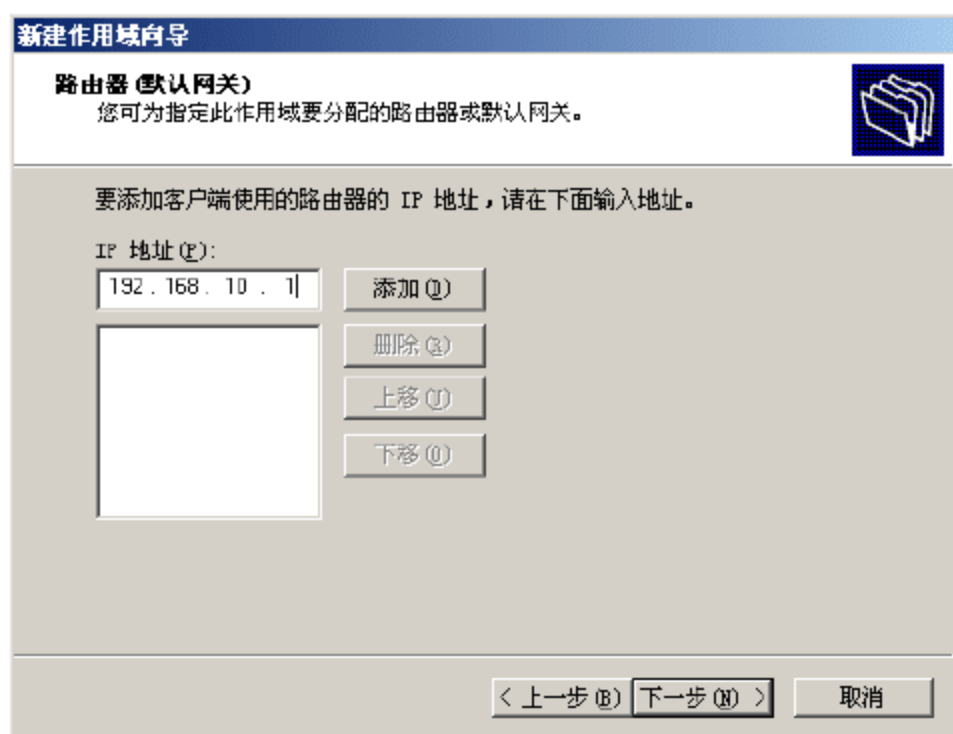 新建作用域向导
路由器(默认网关)
您可为指定此作用域要分配的路由器或默认网关。
要添加客户端使用的路由器的 IP 地址，请在下面输入地址。
IP 地址(P):
192 . 168 . 10 . 1
添加(D)
删除(R)
上移(U)
下移(O)
< 上一步(B)
下一步(N) >
取消